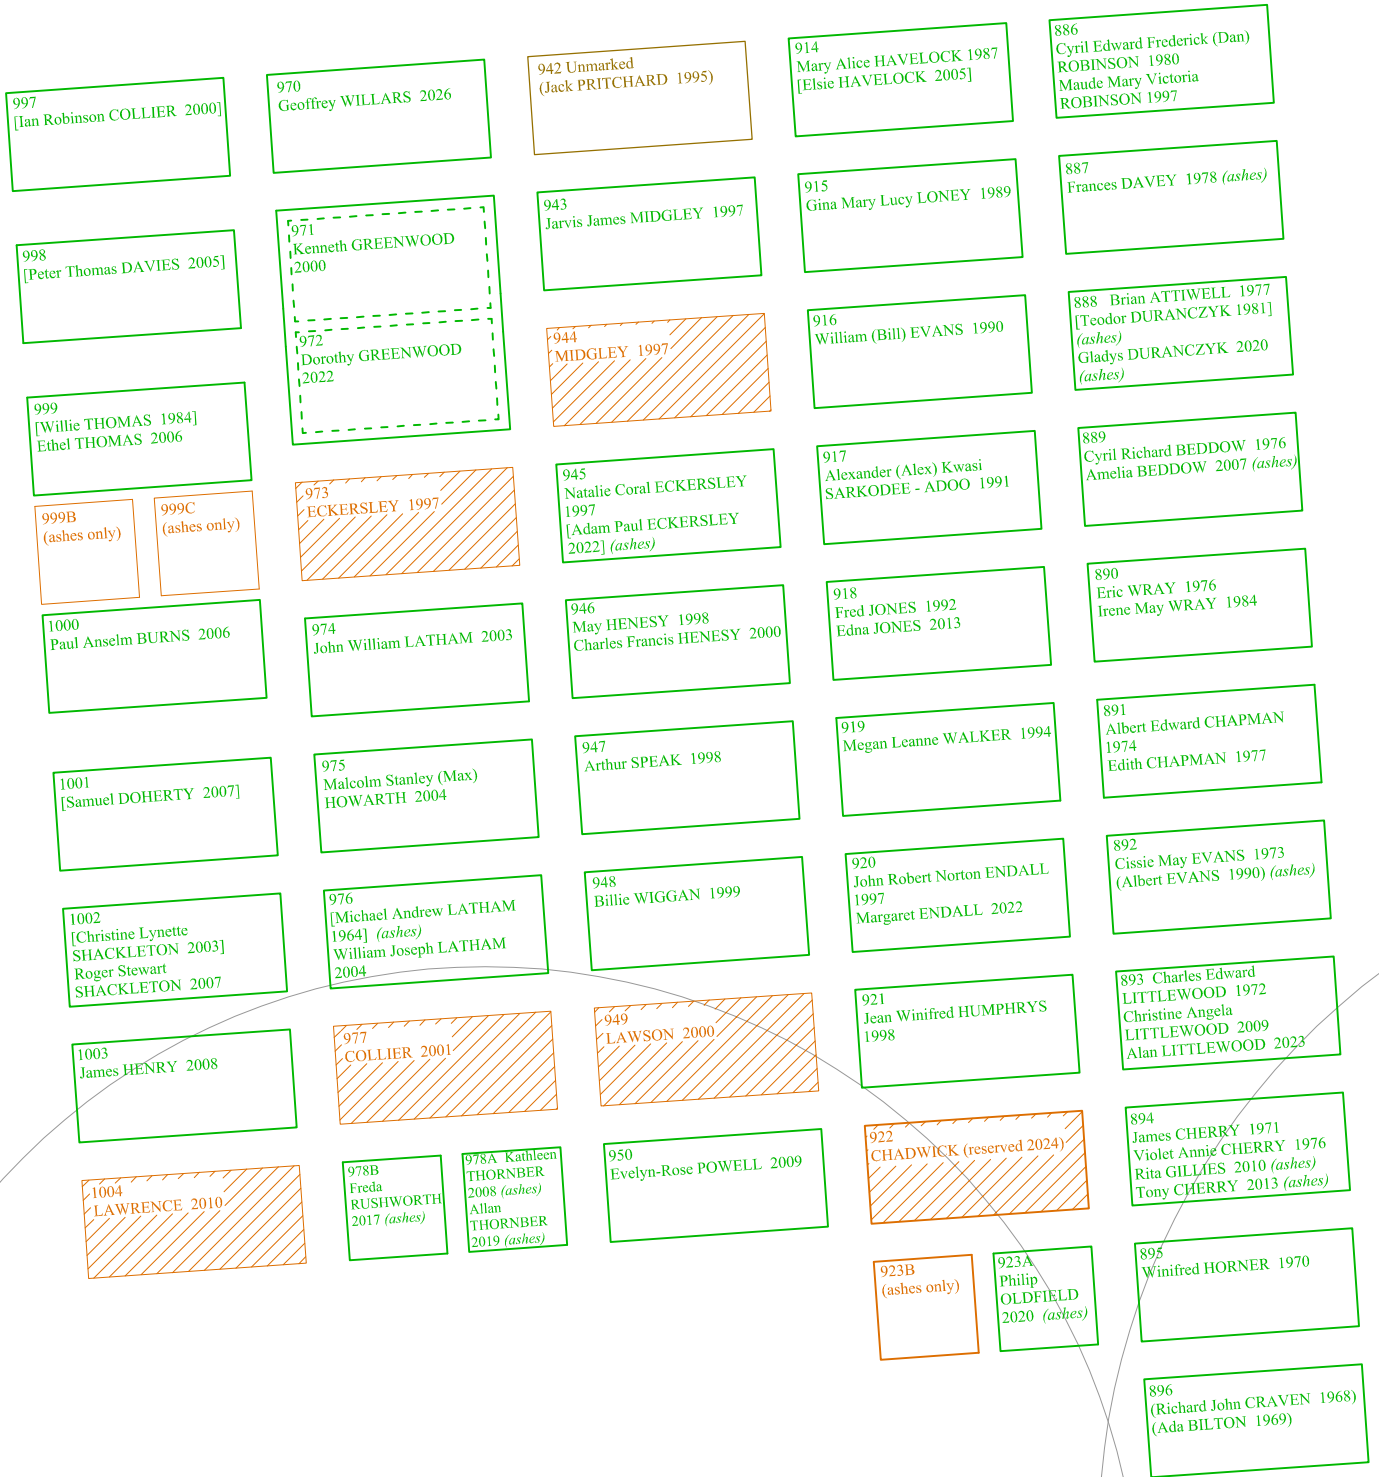 997
[Ian Robinson COLLIER 2000]
998
[Peter Thomas DAVIES 2005]
999
[Willie THOMAS 1984]
Ethel THOMAS 2006
999B
(ashes only)
999C
(ashes only)
1000
Paul Anselm BURNS 2006
1001
[Samuel DOHERTY 2007]
1002
[Christine Lynette
SHACKLETON 2003]
Roger Stewart
SHACKLETON 2007
1003
James HENRY 2008
1004
LAWRENCE 2010
970
Geoffrey WILLARS 2026
971
Kenneth GREENWOOD
2000
972
Dorothy GREENWOOD
2022
973
ECKERSLEY 1997
974
John William LATHAM 2003
975
Malcolm Stanley (Max)
HOWARTH 2004
976
[Michael Andrew LATHAM
1964] (ashes)
William Joseph LATHAM
2004
977
COLLIER 2001
978B
Freda
RUSHWORTH
2017 (ashes)
978A Kathleen
THORNBER
2008 (ashes)
Allan
THORNBER
2019 (ashes)
942 Unmarked
(Jack PRITCHARD 1995)
943
Jarvis James MIDGLEY 1997
944
MIDGLEY 1997
945
Natalie Coral ECKERSLEY
1997
[Adam Paul ECKERSLEY
2022] (ashes)
946
May HENESY 1998
Charles Francis HENESY 2000
947
Arthur SPEAK 1998
948
Billie WIGGAN 1999
949
LAWSON 2000
950
Evelyn-Rose POWELL 2009
914
Mary Alice HAVELOCK 1987
[Elsie HAVELOCK 2005]
915
Gina Mary Lucy LONEY 1989
916
William (Bill) EVANS 1990
917
Alexander (Alex) Kwasi
SARKODEE - ADOO 1991
918
Fred JONES 1992
Edna JONES 2013
919
Megan Leanne WALKER 1994
920
John Robert Norton ENDALL
1997
Margaret ENDALL 2022
921
Jean Winifred HUMPHRYS
1998
922
CHADWICK (reserved 2024)
923B
(ashes only)
923A
Philip
OLDFIELD
2020 (ashes)
886
Cyril Edward Frederick (Dan)
ROBINSON 1980
Maude Mary Victoria
ROBINSON 1997
887
Frances DAVEY 1978 (ashes)
888 Brian ATTIWELL 1977
[Teodor DURANCZYK 1981]
(ashes)
Gladys DURANCZYK 2020
(ashes)
889
Cyril Richard BEDDOW 1976
Amelia BEDDOW 2007 (ashes)
890
Eric WRAY 1976
Irene May WRAY 1984
891
Albert Edward CHAPMAN
1974
Edith CHAPMAN 1977
892
Cissie May EVANS 1973
(Albert EVANS 1990) (ashes)
893 Charles Edward
LITTLEWOOD 1972
Christine Angela
LITTLEWOOD 2009
Alan LITTLEWOOD 2023
894
James CHERRY 1971
Violet Annie CHERRY 1976
Rita GILLIES 2010 (ashes)
Tony CHERRY 2013 (ashes)
895
Winifred HORNER 1970
896
(Richard John CRAVEN 1968)
(Ada BILTON 1969)